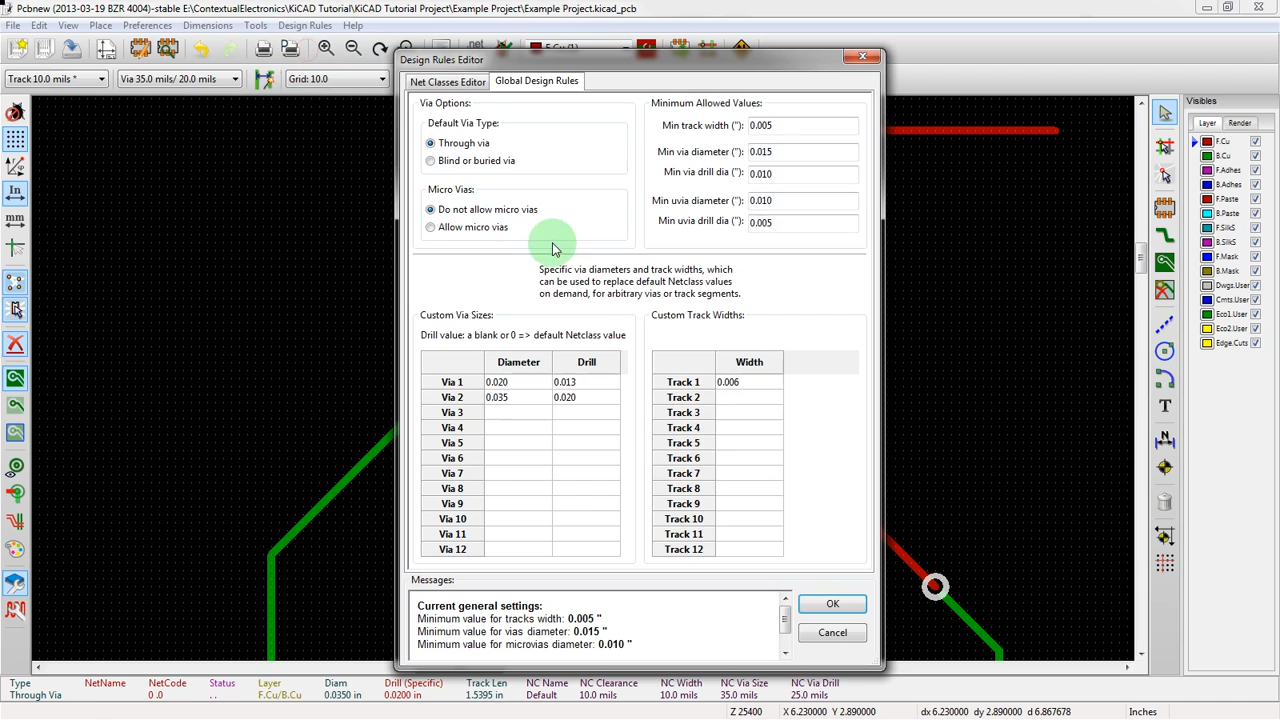 Pcbnew (2013-03-19 BZR 4004)-stable E:\ContextualElectronics\KiCAD Tutorial\KiCAD Tutorial Project\Example Project\Example Project.kicad_pcb
File Edit View Place Preferences Dimensions Tools Design Rules Help
Track 10.0 mils * Via 35.0 mils/ 20.0 mils Grid: 10.0
Design Rules Editor
Net Classes Editor Global Design Rules
Via Options:
Default Via Type:
Through via
Blind or buried via
Micro Vias:
Do not allow micro vias
Allow micro vias
Minimum Allowed Values:
Min track width ("): 0.005
Min via diameter ("): 0.015
Min via drill dia ("): 0.010
Min uvia diameter ("): 0.010
Min uvia drill dia ("): 0.005
Specific via diameters and track widths, which
can be used to replace default Netclass values
on demand, for arbitrary vias or track segments.
Custom Via Sizes:
Drill value: a blank or 0 => default Netclass value
Diameter Drill
Via 1 0.020 0.013
Via 2 0.035 0.020
Via 3
Via 4
Via 5
Via 6
Via 7
Via 8
Via 9
Via 10
Via 11
Via 12
Custom Track Widths:
Width
Track 1 0.006
Track 2
Track 3
Track 4
Track 5
Track 6
Track 7
Track 8
Track 9
Track 10
Track 11
Track 12
Messages:
Current general settings:
Minimum value for tracks width: 0.005 "
Minimum value for vias diameter: 0.015 "
Minimum value for microvias diameter: 0.010 "
OK
Cancel
In
mm
Visibles
Layer Render
F.Cu
B.Cu
F.Adhes
B.Adhes
F.Paste
B.Paste
F.SilkS
B.SilkS
F.Mask
B.Mask
Dwgs.User
Cmts.User
Eco1.User
Eco2.User
Edge.Cuts
Type NetName NetCode Status Layer Diam Drill (Specific) Track Len NC Name NC Clearance NC Width NC Via Size NC Via Drill
Through Via 0 .0 . . F.Cu/B.Cu 0.0350 in 0.0200 in 1.5395 in Default 10.0 mils 10.0 mils 35.0 mils 25.0 mils
Z 25400 X 6.230000 Y 2.890000 dx 6.230000 dy 2.890000 d 6.867678 Inches